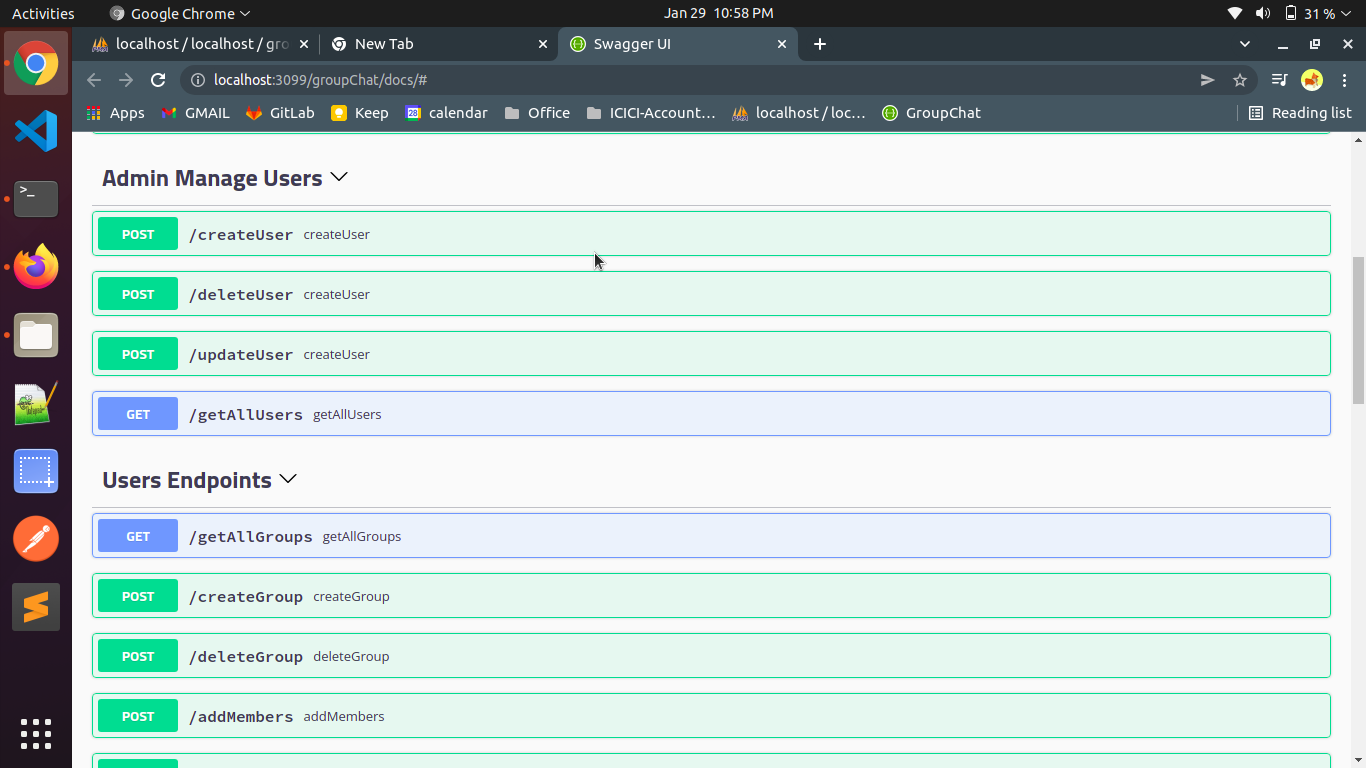 Activities Google Chrome Jan 29 10:58 PM 31 %
localhost / localhost / gro New Tab Swagger UI
localhost:3099/groupChat/docs/#
Apps GMAIL GitLab Keep 28 calendar Office ICICI-Account… localhost / loc… GroupChat Reading list
Admin Manage Users
POST /createUser createUser
POST /deleteUser createUser
POST /updateUser createUser
GET /getAllUsers getAllUsers
Users Endpoints
GET /getAllGroups getAllGroups
POST /createGroup createGroup
POST /deleteGroup deleteGroup
POST /addMembers addMembers